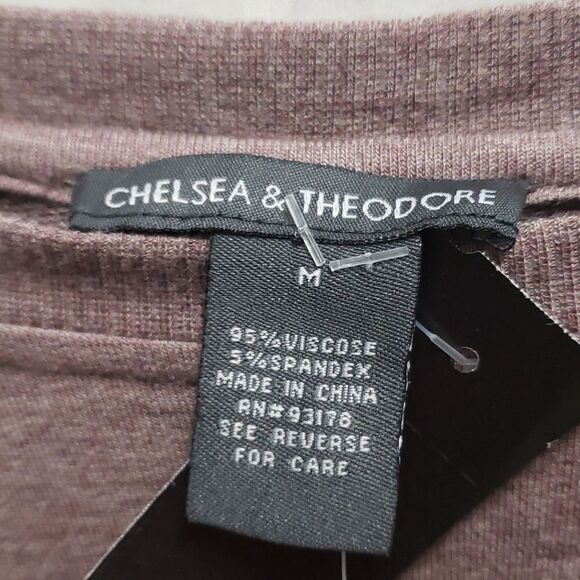 CHELSEA & THEODORE
M
95%VISCOSE
5%SPANDEX
MADE IN CHINA
RN#93178
SEE REVERSE
FOR CARE